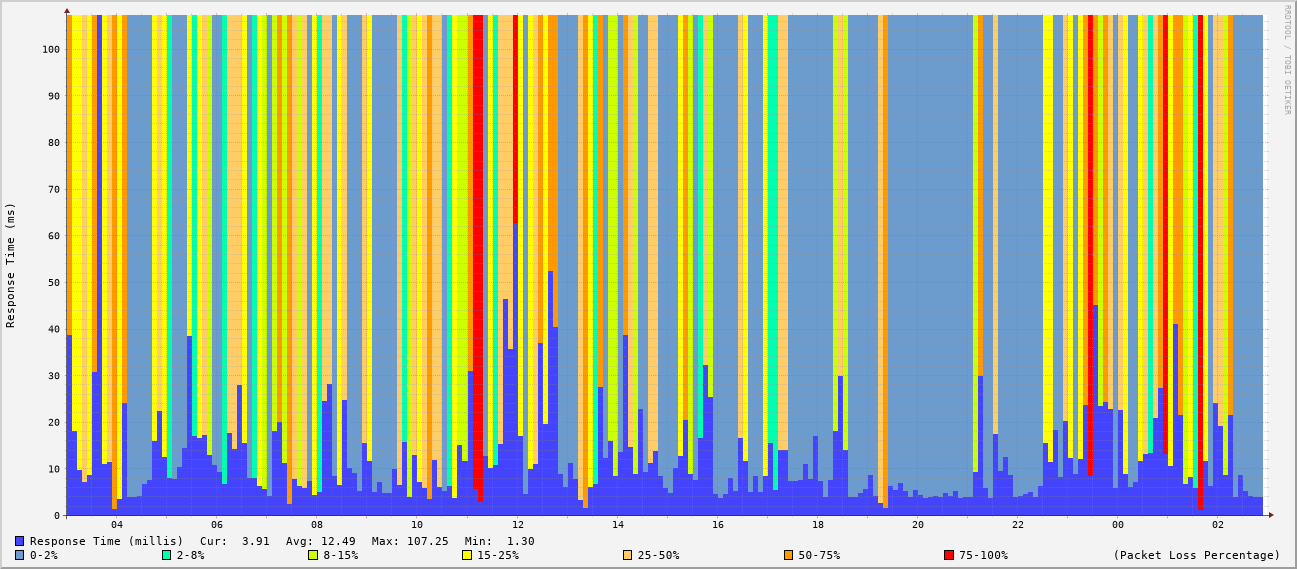 RRDTOOL / TOBI OETIKER
Response Time (ms)
100
90
80
70
60
50
40
30
20
10
0
04 06 08 10 12 14 16 18 20 22 00 02
Response Time (millis) Cur: 3.91 Avg: 12.49 Max: 107.25 Min: 1.30
0-2% 2-8% 8-15% 15-25% 25-50% 50-75% 75-100% (Packet Loss Percentage)